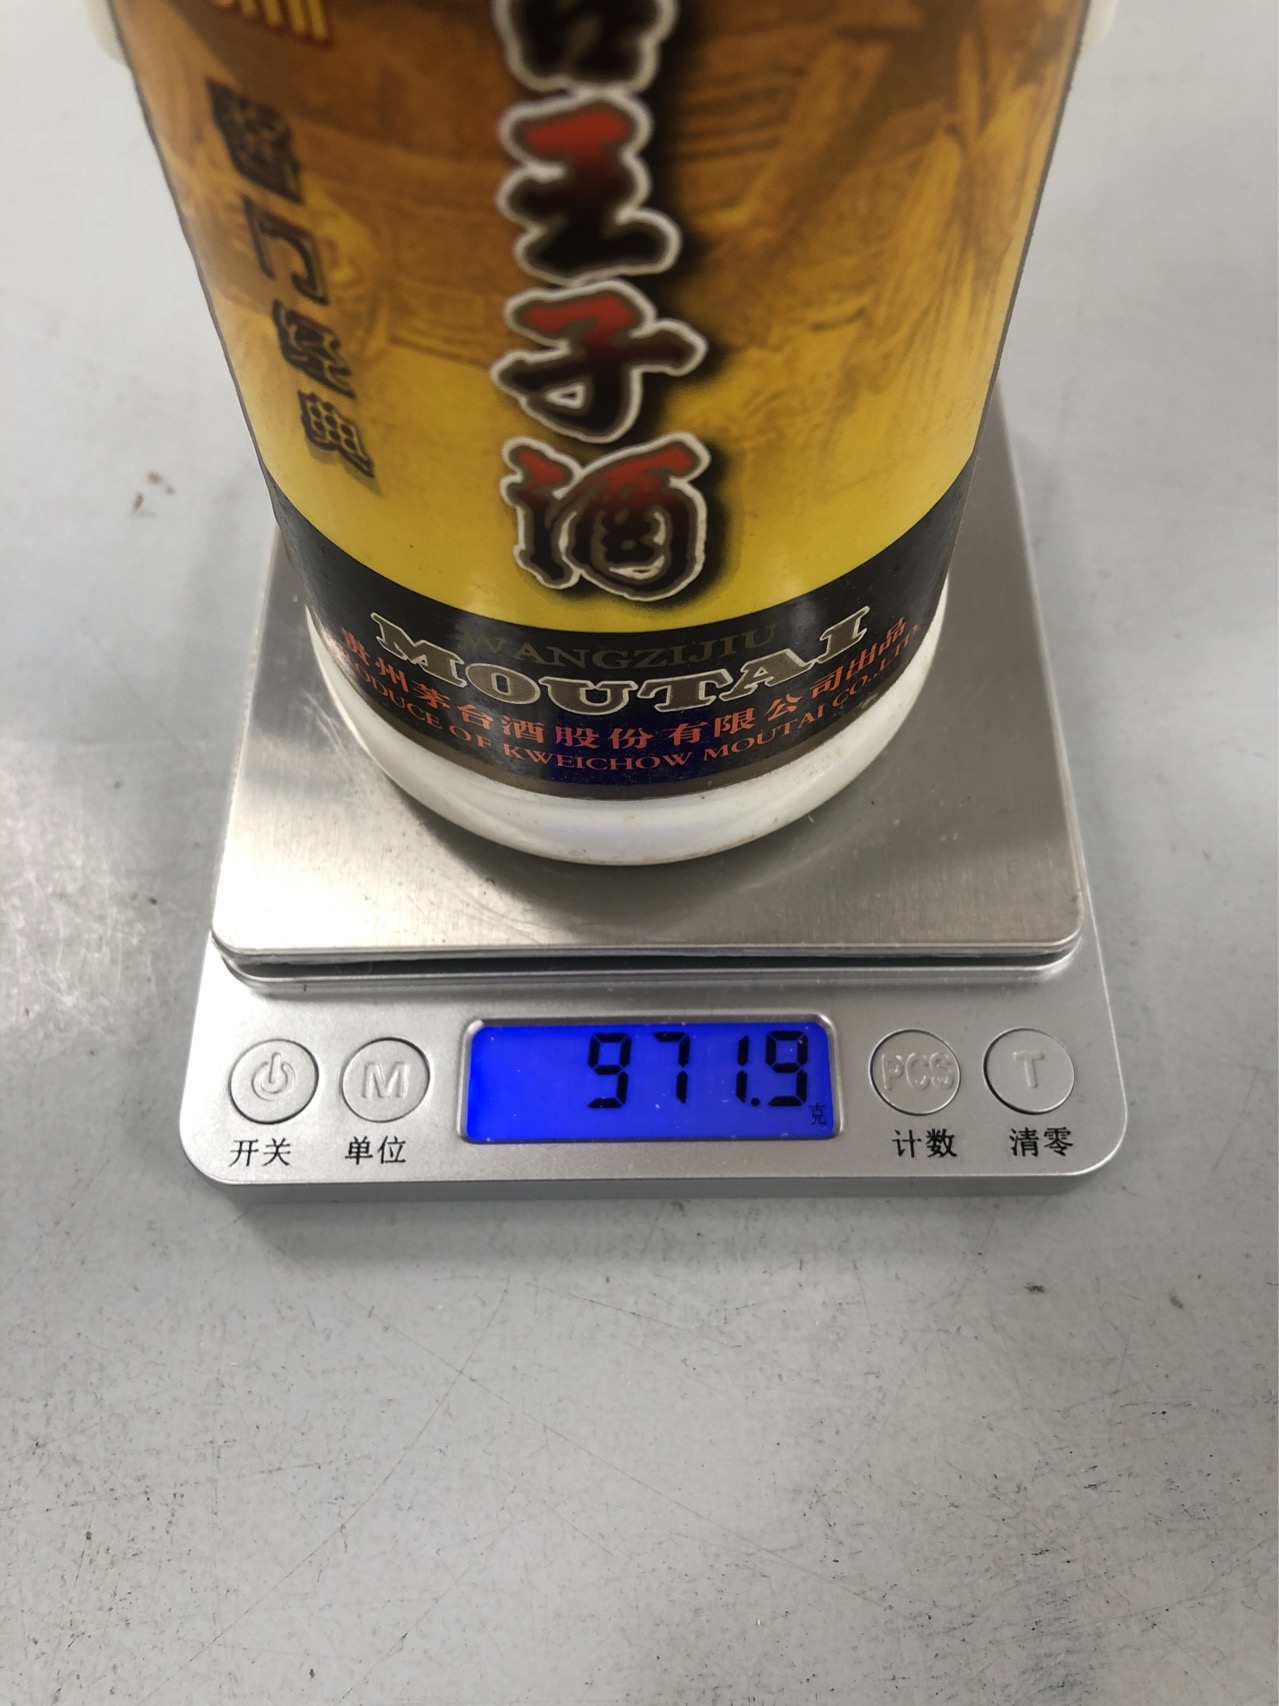 王子酒
酱门经典
WANGZIJIU
MOUTAI
贵州茅台酒股份有限公司出品
PRODUCE OF KWEICHOW MOUTAI CO., LTD.
971.9
克
M
PCS
T
开关
单位
计数
清零